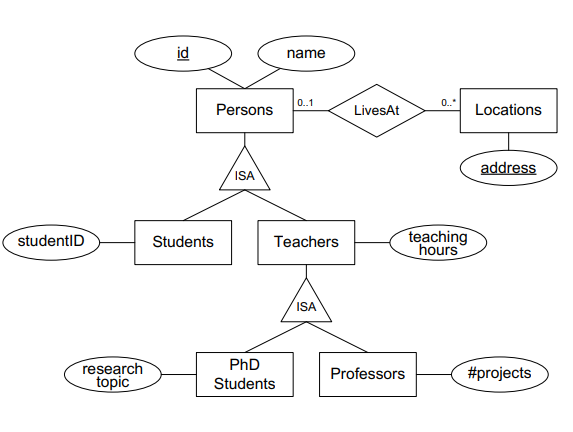 id
name
Persons
0..1
LivesAt
0..*
Locations
address
ISA
studentID
Students
Teachers
teaching
hours
ISA
research
topic
PhD
Students
Professors
#projects